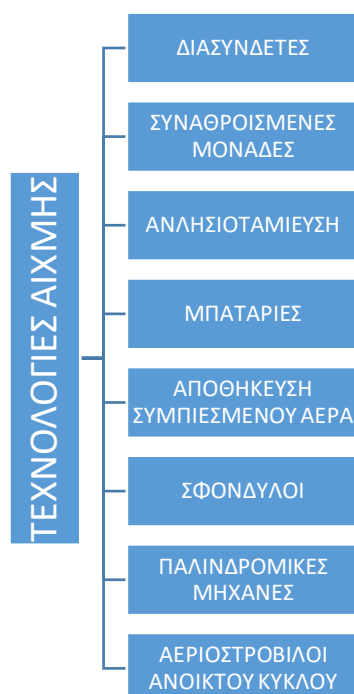 ΤΕΧΝΟΛΟΓΙΕΣ ΑΙΧΜΗΣ
ΔΙΑΣΥΝΔΕΤΕΣ
ΣΥΝΑΘΡΟΙΣΜΕΝΕΣ
ΜΟΝΑΔΕΣ
ΑΝΛΗΣΙΟΤΑΜΙΕΥΣΗ
ΜΠΑΤΑΡΙΕΣ
ΑΠΟΘΗΚΕΥΣΗ
ΣΥΜΠΙΕΣΜΕΝΟΥ ΑΕΡΑ
ΣΦΟΝΔΥΛΟΙ
ΠΑΛΙΝΔΡΟΜΙΚΕΣ
ΜΗΧΑΝΕΣ
ΑΕΡΙΟΣΤΡΟΒΙΛΟΙ
ΑΝΟΙΚΤΟΥ ΚΥΚΛΟΥ